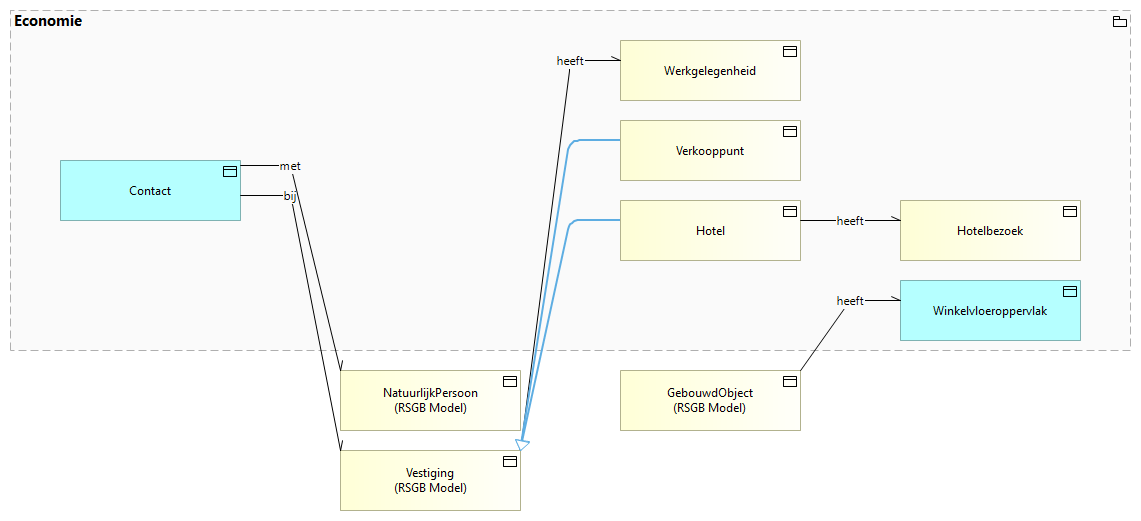 Economie
heeft
Werkgelegenheid
Verkooppunt
met
Contact
bij
Hotel
heeft
Hotelbezoek
heeft
Winkelvloeroppervlak
NatuurlijkPersoon
(RSGB Model)
GebouwdObject
(RSGB Model)
Vestiging
(RSGB Model)